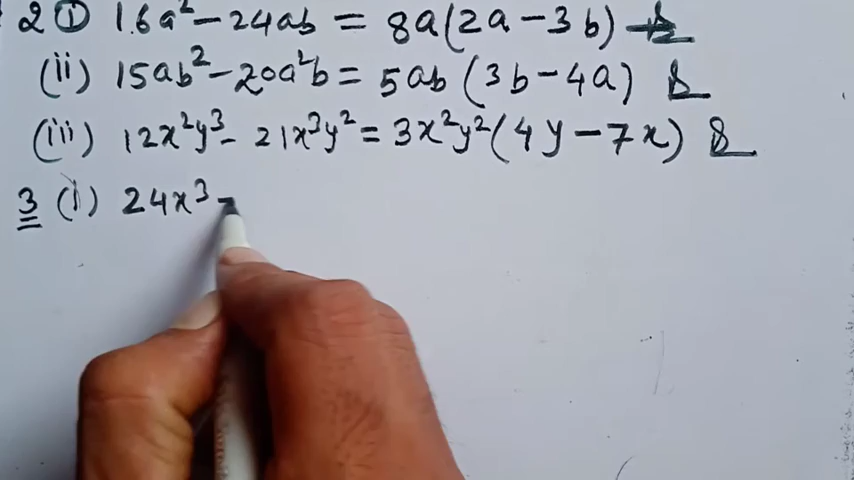 2 ① 16a² - 24ab = 8a(2a - 3b)
(ii) 15ab² - 20a²b = 5ab (3b - 4a)
(iii) 12x²y³ - 21x³y² = 3x²y²(4y - 7x)
3 (i) 24x³ -